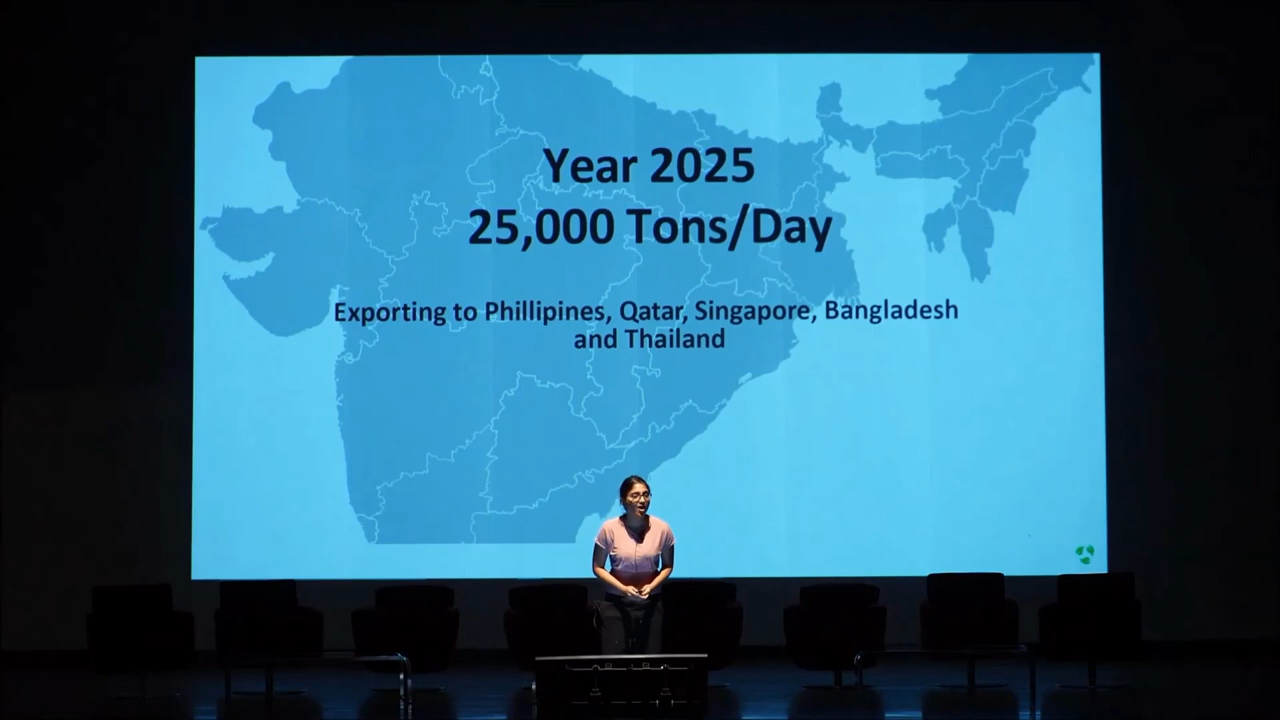 Year 2025
25,000 Tons/Day
Exporting to Phillipines, Qatar, Singapore, Bangladesh
and Thailand